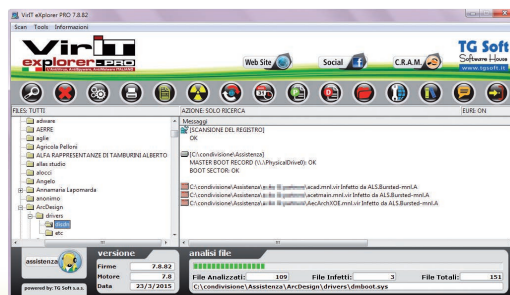 VirIT eXplorer PRO 7.8.82
Scan Tools Informazioni
VirIT
explorer PRO
Web Site
Social
C.R.A.M.
TG Soft
Software House
www.tgsoft.it
FILES: TUTTI
AZIONE: SOLO RICERCA
EURI: ON
Messaggi
adware
AERRE
aglie
Agricola Pelloni
ALFA RAPPRESENTANZE DI TAMBURINI ALBERTO
allas studio
alocci
Angelo
Annamaria Lapomarda
anonimo
ArcDesign
drivers
etc
[SCANSIONE DEL REGISTRO]
OK
[C:\condivisione\Assistenza]
MASTER BOOT RECORD (\\.\PhysicalDrive0): OK
BOOT SECTOR: OK
C:\condivisione\Assistenza\ \acad.mnl.vir Infetto da ALS.Bursted-mnl.A
C:\condivisione\Assistenza\ \acatmain.mnl.vir Infetto da ALS.Bursted-mnl.A
C:\condivisione\Assistenza\ \AecArchXOE.mnl.vir Infetto da ALS.Bursted-mnl.A
assistenza
powered by: TG Soft s.a.s.
versione
Firme 7.8.82
Motore 7.8
Data 23/3/2015
analisi file
File Analizzati: 109 File Infetti: 3 File Totali: 151
C:\condivisione\Assistenza\ArcDesign\drivers\dmboot.sys